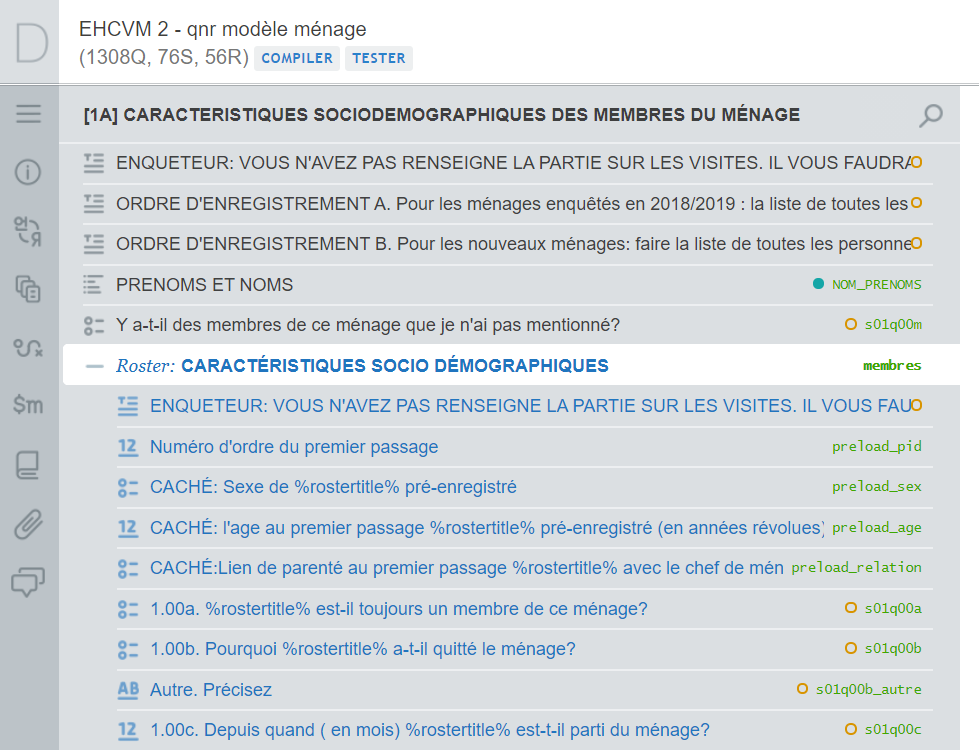 D
EHCVM 2 - qnr modèle ménage
(1308Q, 76S, 56R) COMPILER TESTER
[1A] CARACTERISTIQUES SOCIODEMOGRAPHIQUES DES MEMBRES DU MÉNAGE
ENQUETEUR: VOUS N'AVEZ PAS RENSEIGNE LA PARTIE SUR LES VISITES. IL VOUS FAUDRA
ORDRE D'ENREGISTREMENT A. Pour les ménages enquêtés en 2018/2019 : la liste de toutes les
ORDRE D'ENREGISTREMENT B. Pour les nouveaux ménages: faire la liste de toutes les personne
PRENOMS ET NOMS NOM_PRENOMS
Y a-t-il des membres de ce ménage que je n'ai pas mentionné? s01q00m
Roster: CARACTÉRISTIQUES SOCIO DÉMOGRAPHIQUES membres
ENQUETEUR: VOUS N'AVEZ PAS RENSEIGNE LA PARTIE SUR LES VISITES. IL VOUS FAU
12 Numéro d'ordre du premier passage preload_pid
CACHÉ: Sexe de %rostertitle% pré-enregistré preload_sex
12 CACHÉ: l'age au premier passage %rostertitle% pré-enregistré (en années révolues) preload_age
CACHÉ:Lien de parenté au premier passage %rostertitle% avec le chef de mén preload_relation
1.00a. %rostertitle% est-il toujours un membre de ce ménage? s01q00a
1.00b. Pourquoi %rostertitle% a-t-il quitté le ménage? s01q00b
AB Autre. Précisez s01q00b_autre
12 1.00c. Depuis quand ( en mois) %rostertitle% est-t-il parti du ménage? s01q00c
$m